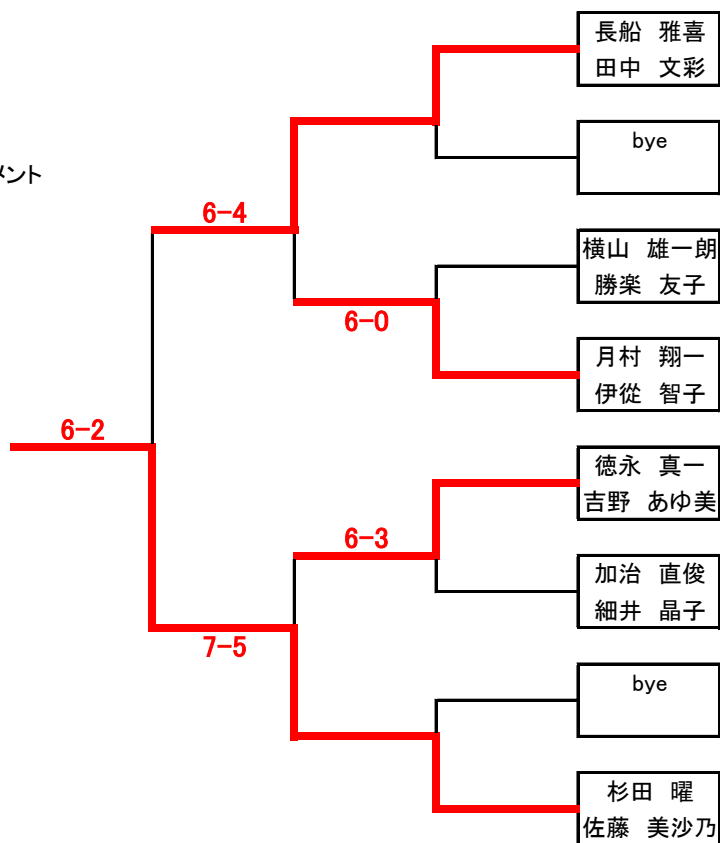 長船 雅喜
田中 文彩
bye
メント
6-4
横山 雄一朗
勝楽 友子
6-0
月村 翔一
伊従 智子
6-2
徳永 真一
吉野 あゆ美
6-3
加治 直俊
細井 晶子
7-5
bye
杉田 曜
佐藤 美沙乃